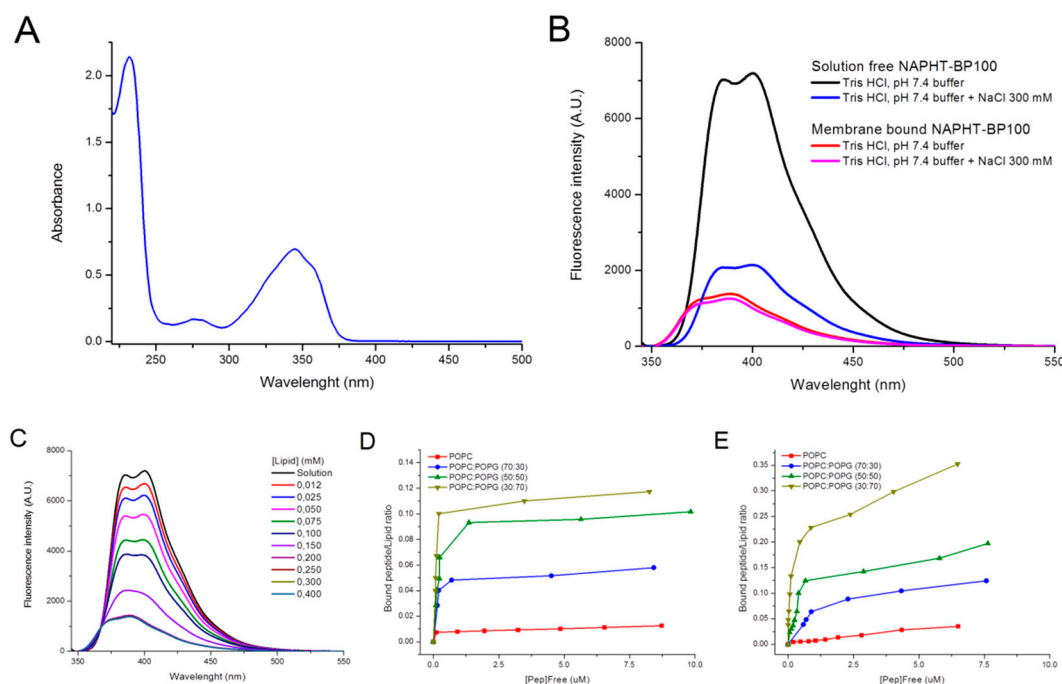 A
2.0
1.5
1.0
0.5
0.0
Absorbance
250
300
350
400
450
500
Wavelenght (nm)
B
8000
6000
4000
2000
0
Fluorescence intensity (A.U.)
Solution free NAPHT-BP100
Tris HCl, pH 7.4 buffer
Tris HCl, pH 7.4 buffer + NaCl 300 mM
Membrane bound NAPHT-BP100
Tris HCl, pH 7.4 buffer
Tris HCl, pH 7.4 buffer + NaCl 300 mM
350
400
450
500
550
Wavelenght (nm)
C
8000
6000
4000
2000
0
Fluorescence intensity (A.U.)
[Lipid] (mM)
Solution
0,012
0,025
0,050
0,075
0,100
0,150
0,200
0,250
0,300
0,400
350
400
450
500
550
Wavelenght (nm)
D
0.14
0.12
0.10
0.08
0.06
0.04
0.02
0.00
Bound peptide/Lipid ratio
POPC
POPC:POPG (70:30)
POPC:POPG (50:50)
POPC:POPG (30:70)
0.0
2.5
5.0
7.5
10.0
[Pep]Free (uM)
E
0.35
0.30
0.25
0.20
0.15
0.10
0.05
0.00
Bound peptide/Lipid ratio
POPC
POPC:POPG (70:30)
POPC:POPG (50:50)
POPC:POPG (30:70)
0.0
2.5
5.0
7.5
10.0
[Pep]Free (uM)